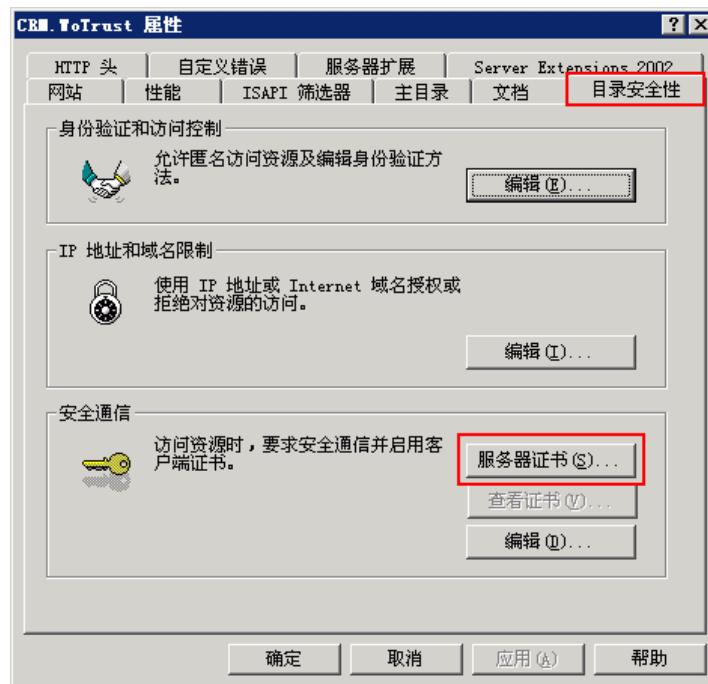 CRM.ToTrust 属性
HTTP 头
自定义错误
服务器扩展
Server Extensions 2002
网站
性能
ISAPI 筛选器
主目录
文档
目录安全性
身份验证和访问控制
允许匿名访问资源及编辑身份验证方
法。
编辑(E)...
IP 地址和域名限制
使用 IP 地址或 Internet 域名授权或
拒绝对资源的访问。
编辑(I)...
安全通信
访问资源时，要求安全通信并启用客
户端证书。
服务器证书(S)...
查看证书(V)...
编辑(D)...
确定
取消
应用(A)
帮助